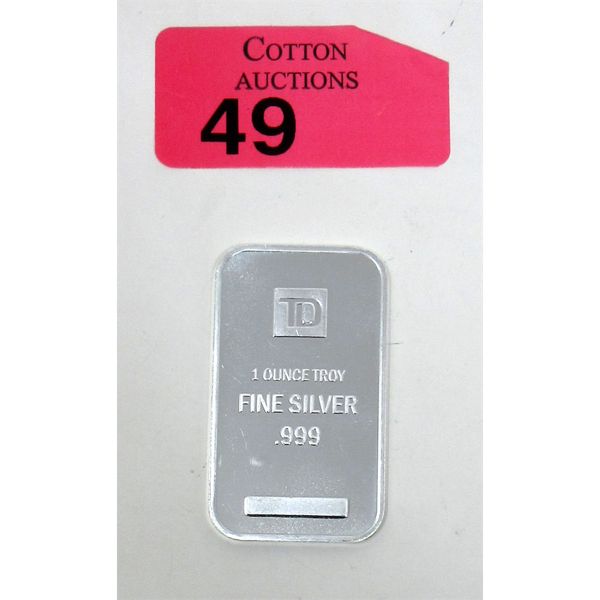 COTTON
AUCTIONS
49
TD
1 OUNCE TROY
FINE SILVER
.999